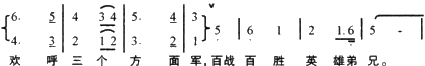 6. 5 | 4 3 4 | 5. 4 | 3
4. 3 | 2 1 2 | 3. 2 | 1 5 | 6 1 | 2 1.6 | 5 - |
欢 呼 三 个 方 面 军,百 战 百 胜 英 雄 弟 兄。